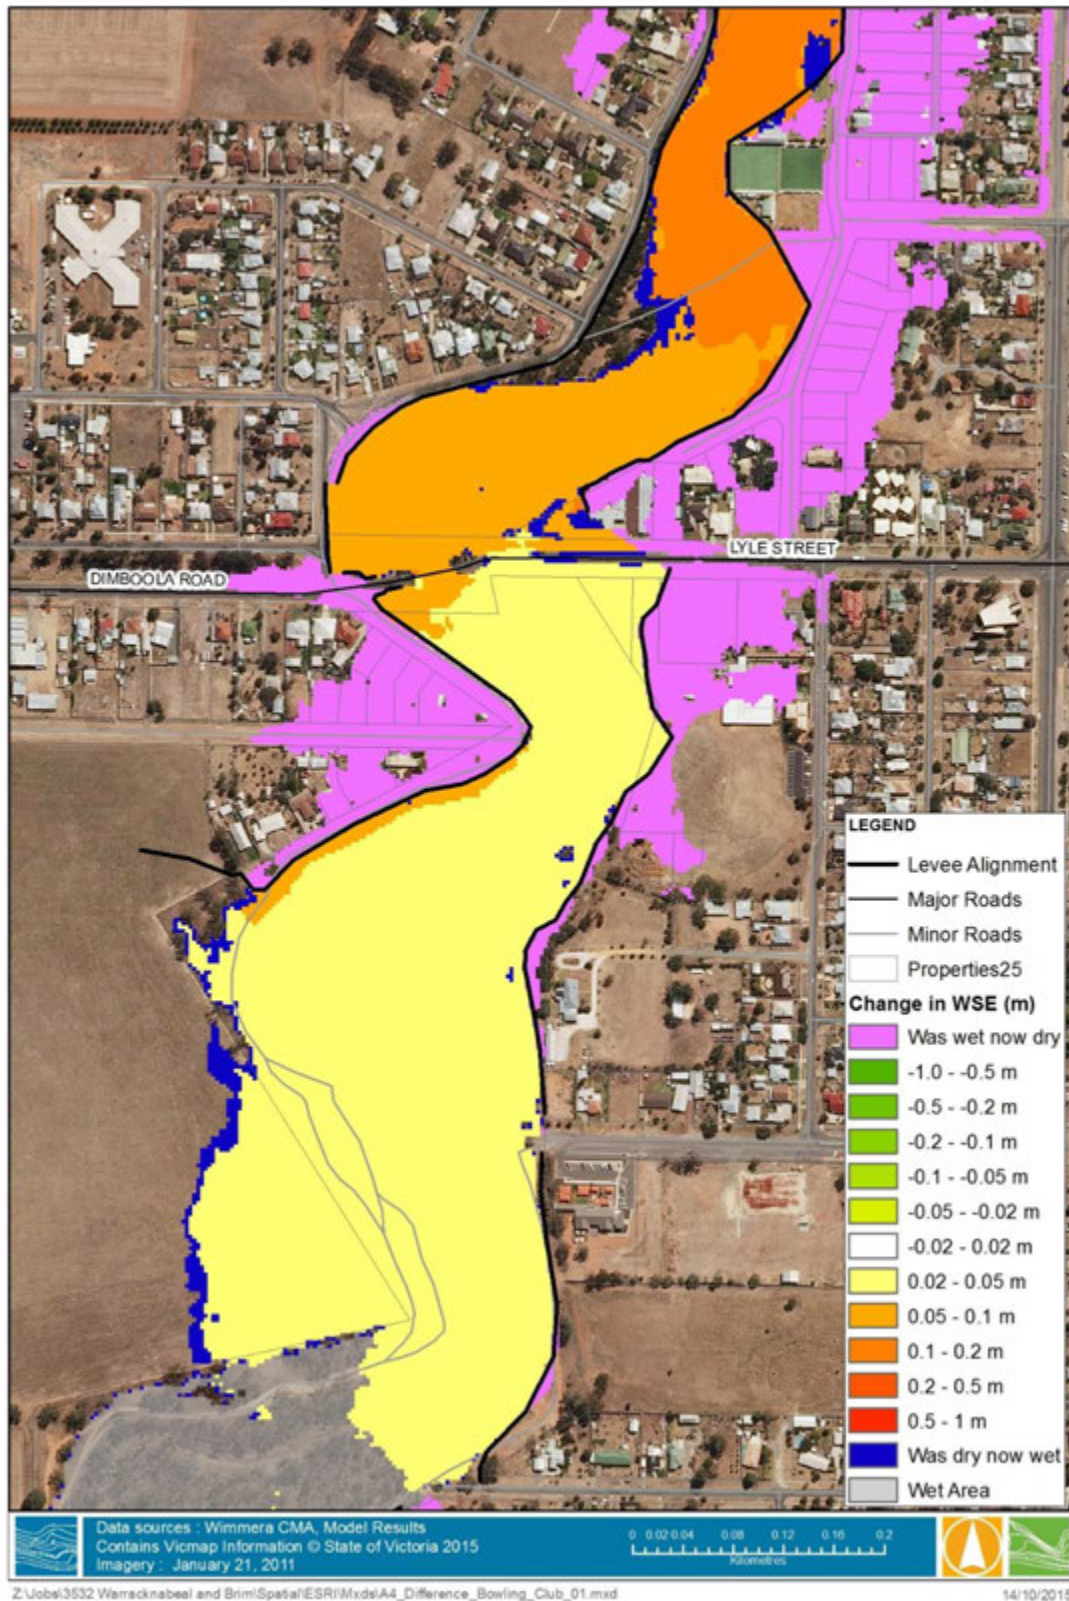 LYLE STREET
DIMBOOLA ROAD
LEGEND
Levee Alignment
Major Roads
Minor Roads
Properties25
Change in WSE (m)
Was wet now dry
-1.0 - -0.5 m
-0.5 - -0.2 m
-0.2 - -0.1 m
-0.1 - -0.05 m
-0.05 - -0.02 m
-0.02 - 0.02 m
0.02 - 0.05 m
0.05 - 0.1 m
0.1 - 0.2 m
0.2 - 0.5 m
0.5 - 1 m
Was dry now wet
Wet Area
Data sources : Wimmera CMA, Model Results
Contains Vicmap Information © State of Victoria 2015
Imagery : January 21, 2011
0 0.02 0.04 0.08 0.12 0.16 0.2
Kilometres
Z:\Jobs\3532 Warracknabeal and Brim\Spatial\ESRI\Mxds\A4_Difference_Bowling_Club_01.mxd
14/10/2015